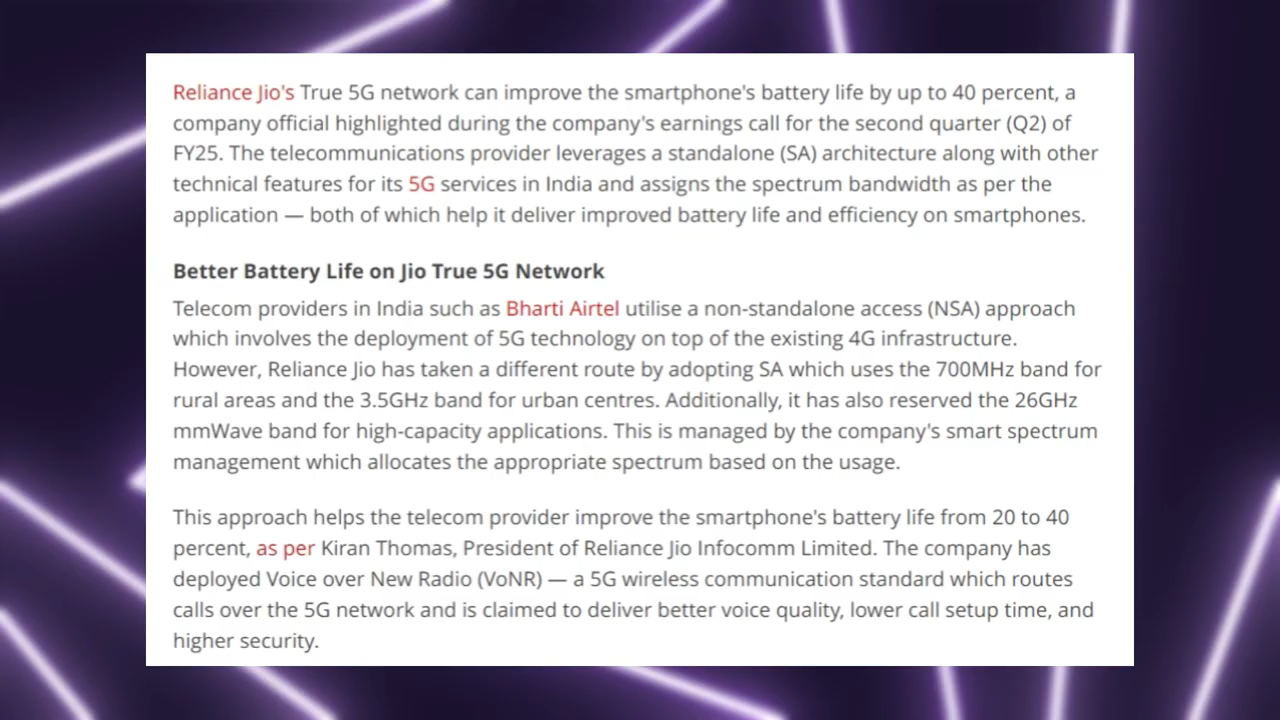 Reliance Jio's True 5G network can improve the smartphone's battery life by up to 40 percent, a
company official highlighted during the company's earnings call for the second quarter (Q2) of
FY25. The telecommunications provider leverages a standalone (SA) architecture along with other
technical features for its 5G services in India and assigns the spectrum bandwidth as per the
application — both of which help it deliver improved battery life and efficiency on smartphones.
Better Battery Life on Jio True 5G Network
Telecom providers in India such as Bharti Airtel utilise a non-standalone access (NSA) approach
which involves the deployment of 5G technology on top of the existing 4G infrastructure.
However, Reliance Jio has taken a different route by adopting SA which uses the 700MHz band for
rural areas and the 3.5GHz band for urban centres. Additionally, it has also reserved the 26GHz
mmWave band for high-capacity applications. This is managed by the company's smart spectrum
management which allocates the appropriate spectrum based on the usage.
This approach helps the telecom provider improve the smartphone's battery life from 20 to 40
percent, as per Kiran Thomas, President of Reliance Jio Infocomm Limited. The company has
deployed Voice over New Radio (VoNR) — a 5G wireless communication standard which routes
calls over the 5G network and is claimed to deliver better voice quality, lower call setup time, and
higher security.